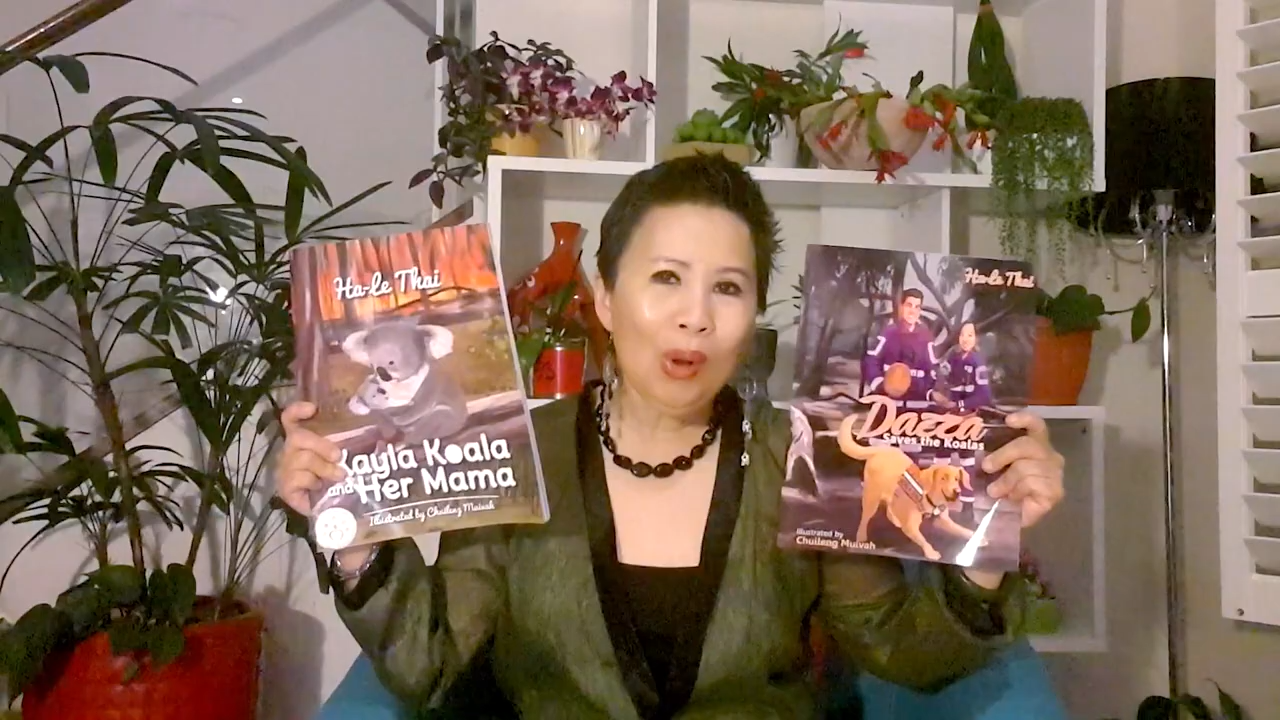 Ha-Le Thai
Kayla Koala
and Her Mama
Illustrated by Chuileng Muivah
Ha-Le Thai
Dazza
Saves the Koalas
Illustrated by
Chuileng Muivah